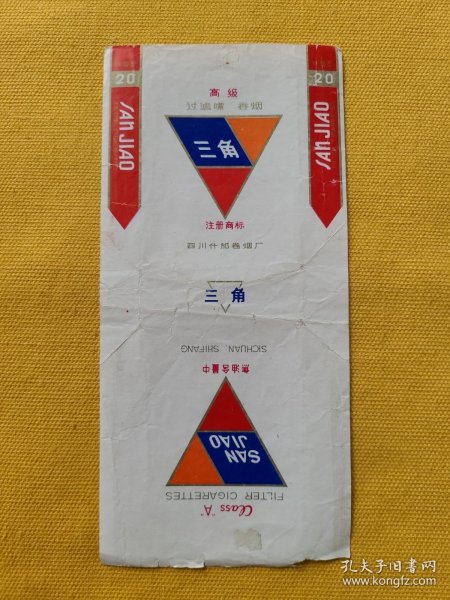 20
SAN JIAO
高级
过滤嘴 卷烟
三角
注册商标
四川什邡卷烟厂
20
SAN JIAO
三角
SICHUAN, SHIFANG
焦油含量中
SAN
JIAO
FILTER CIGARETTES
Class "A"
孔夫子旧书网
www.kongfz.com